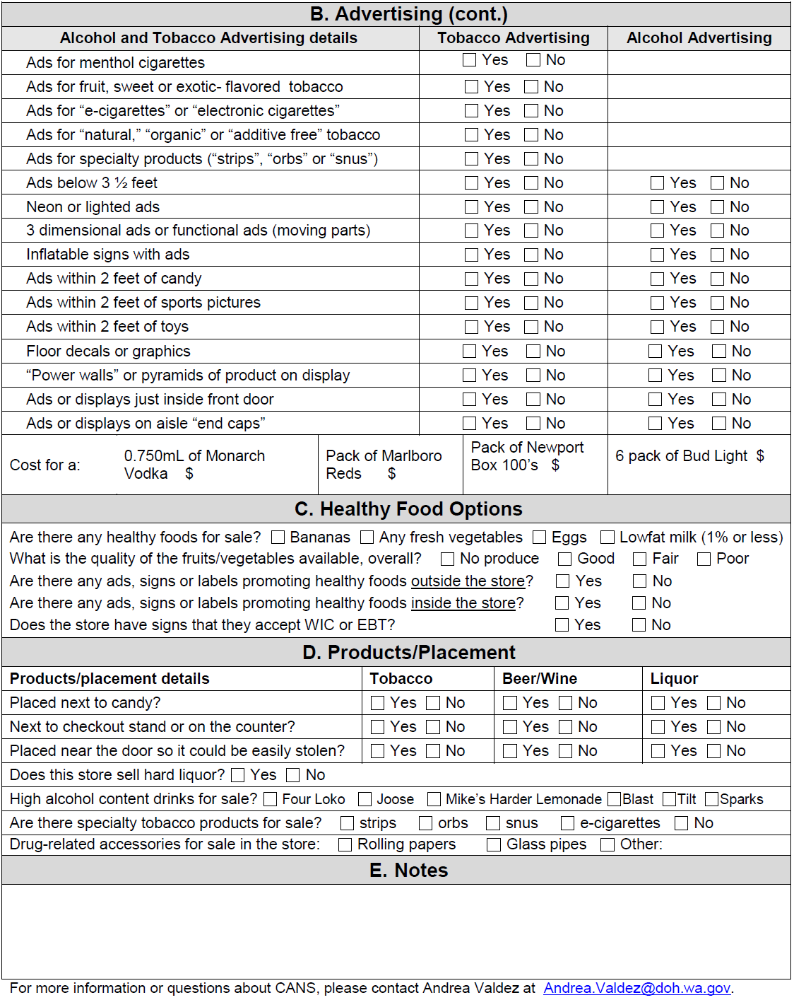 B. Advertising (cont.)
Alcohol and Tobacco Advertising details Tobacco Advertising Alcohol Advertising
Ads for menthol cigarettes Yes No
Ads for fruit, sweet or exotic- flavored tobacco Yes No
Ads for “e-cigarettes” or “electronic cigarettes” Yes No
Ads for “natural,” “organic” or “additive free” tobacco Yes No
Ads for specialty products (“strips”, “orbs” or “snus”) Yes No
Ads below 3 ½ feet Yes No Yes No
Neon or lighted ads Yes No Yes No
3 dimensional ads or functional ads (moving parts) Yes No Yes No
Inflatable signs with ads Yes No Yes No
Ads within 2 feet of candy Yes No Yes No
Ads within 2 feet of sports pictures Yes No Yes No
Ads within 2 feet of toys Yes No Yes No
Floor decals or graphics Yes No Yes No
“Power walls” or pyramids of product on display Yes No Yes No
Ads or displays just inside front door Yes No Yes No
Ads or displays on aisle “end caps” Yes No Yes No
Cost for a:
0.750mL of Monarch
Vodka $
Pack of Marlboro
Reds $
Pack of Newport
Box 100’s $
6 pack of Bud Light $
C. Healthy Food Options
Are there any healthy foods for sale? Bananas Any fresh vegetables Eggs Lowfat milk (1% or less)
What is the quality of the fruits/vegetables available, overall? No produce Good Fair Poor
Are there any ads, signs or labels promoting healthy foods outside the store? Yes No
Are there any ads, signs or labels promoting healthy foods inside the store? Yes No
Does the store have signs that they accept WIC or EBT? Yes No
D. Products/Placement
Products/placement details Tobacco Beer/Wine Liquor
Placed next to candy? Yes No Yes No Yes No
Next to checkout stand or on the counter? Yes No Yes No Yes No
Placed near the door so it could be easily stolen? Yes No Yes No Yes No
Does this store sell hard liquor? Yes No
High alcohol content drinks for sale? Four Loko Joose Mike’s Harder Lemonade Blast Tilt Sparks
Are there specialty tobacco products for sale? strips orbs snus e-cigarettes No
Drug-related accessories for sale in the store: Rolling papers Glass pipes Other:
E. Notes
For more information or questions about CANS, please contact Andrea Valdez at Andrea.Valdez@doh.wa.gov.